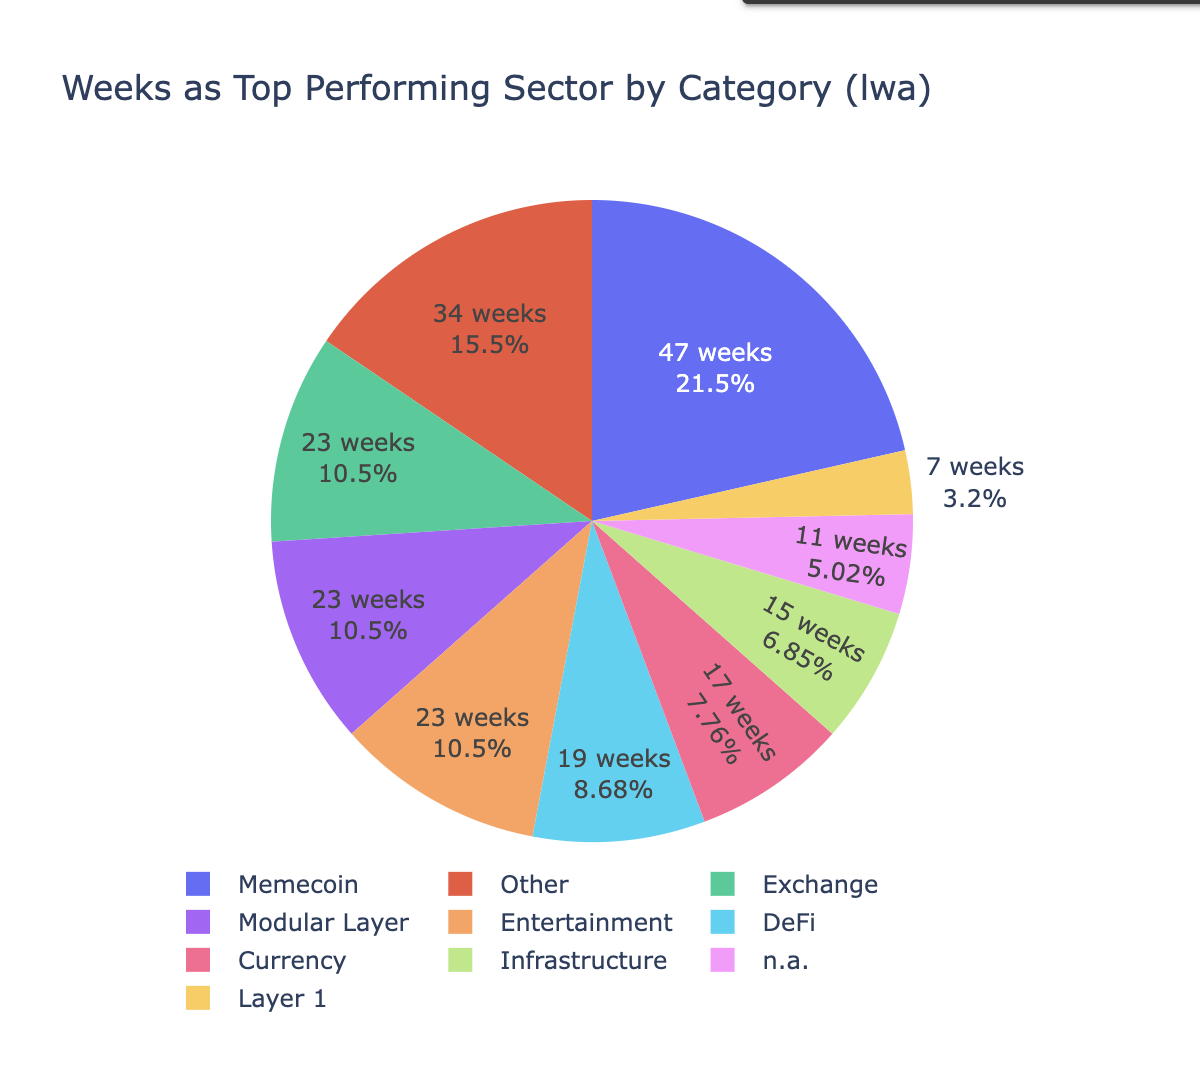 Weeks as Top Performing Sector by Category (lwa)
34 weeks
15.5%
47 weeks
21.5%
23 weeks
10.5%
7 weeks
3.2%
11 weeks
5.02%
23 weeks
10.5%
15 weeks
6.85%
17 weeks
7.76%
23 weeks
10.5%
19 weeks
8.68%
Memecoin
Other
Exchange
Modular Layer
Entertainment
DeFi
Currency
Infrastructure
n.a.
Layer 1